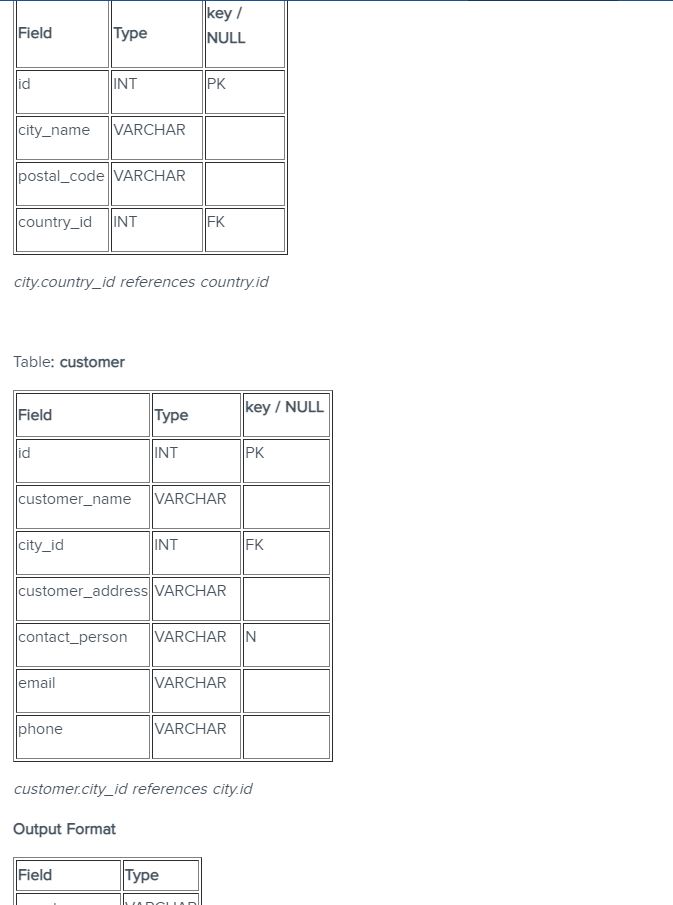 Field Type key /
NULL
id INT PK
city_name VARCHAR
postal_code VARCHAR
country_id INT FK
city.country_id references country.id
Table: customer
Field Type key / NULL
id INT PK
customer_name VARCHAR
city_id INT FK
customer_address VARCHAR
contact_person VARCHAR N
email VARCHAR
phone VARCHAR
customer.city_id references city.id
Output Format
Field Type
VARCHAR